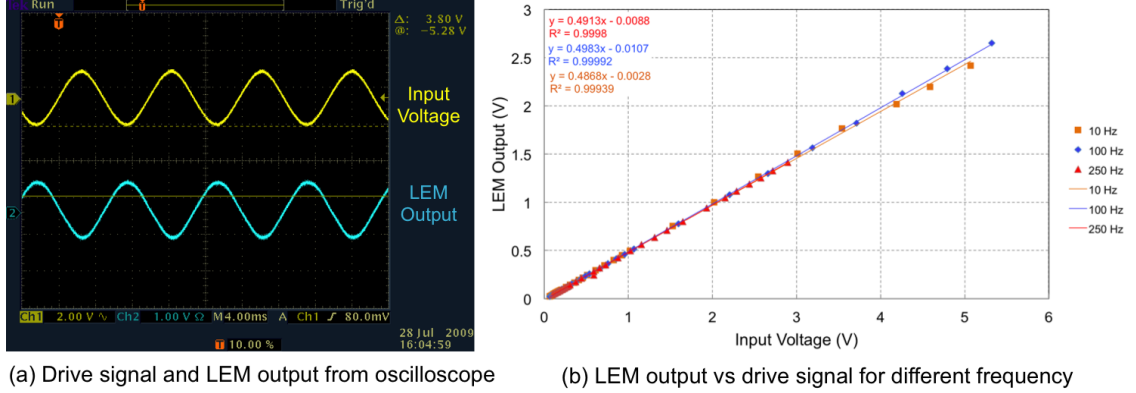 Run
Trig'd
T
T
Δ: 3.80 V
@: -5.28 V
1
Input
Voltage
LEM
Output
2
Ch1 2.00 V ∿ Ch2 1.00 V Ω M 4.00ms A Ch1 ƒ 80.0mV
T 10.00 %
28 Jul 2009
16:04:59
(a) Drive signal and LEM output from oscilloscope
y = 0.4913x - 0.0088
R² = 0.9998
y = 0.4983x - 0.0107
R² = 0.99992
y = 0.4868x - 0.0028
R² = 0.99939
LEM Output (V)
3
2.5
2
1.5
1
0.5
0
0 1 2 3 4 5 6
Input Voltage (V)
10 Hz
100 Hz
250 Hz
10 Hz
100 Hz
250 Hz
(b) LEM output vs drive signal for different frequency